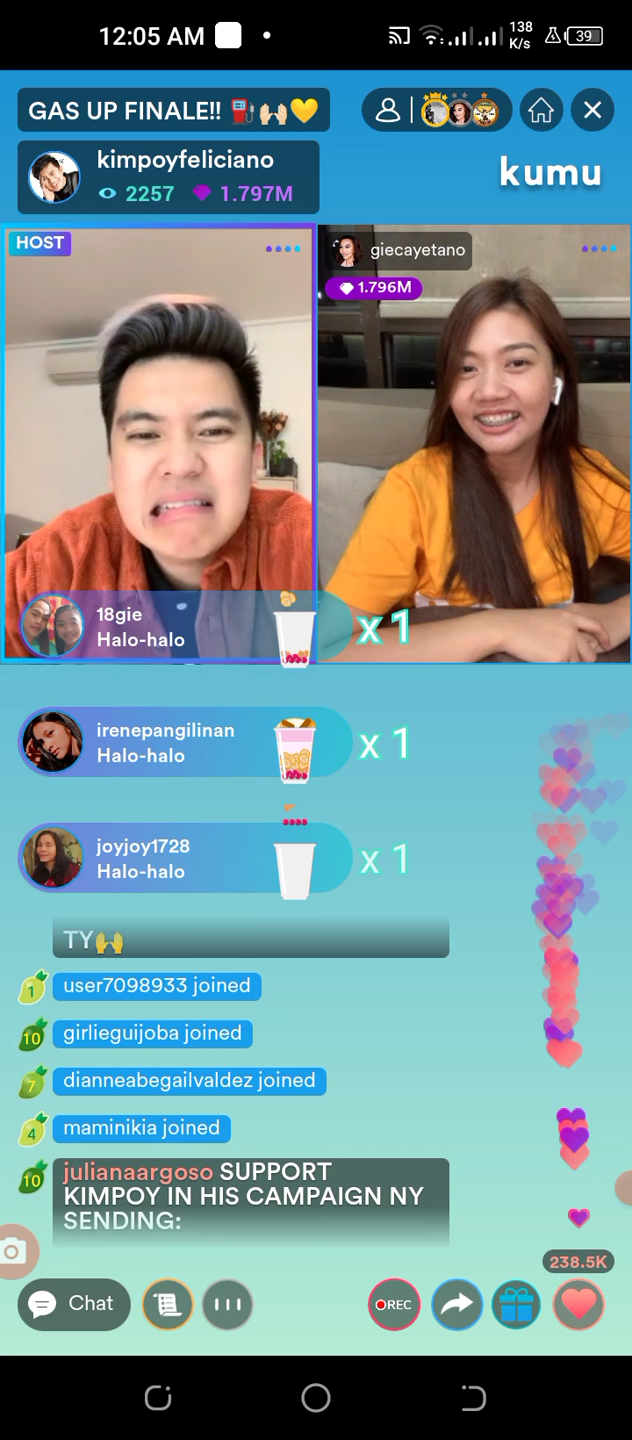 12:05 AM
138
K/s
39
GAS UP FINALE!! ⛽🙌🏻💛
kimpoyfeliciano
2257 1.797M
kumu
HOST
giecayetano
1.796M
18gie
Halo-halo
x 1
irenepangilinan
Halo-halo
x 1
joyjoy1728
Halo-halo
x 1
TY🙌
1 user7098933 joined
10 girlieguijoba joined
7 dianneabegailvaldez joined
4 maminikia joined
10 julianaargoso SUPPORT
KIMPOY IN HIS CAMPAIGN NY
SENDING:
238.5K
Chat
REC